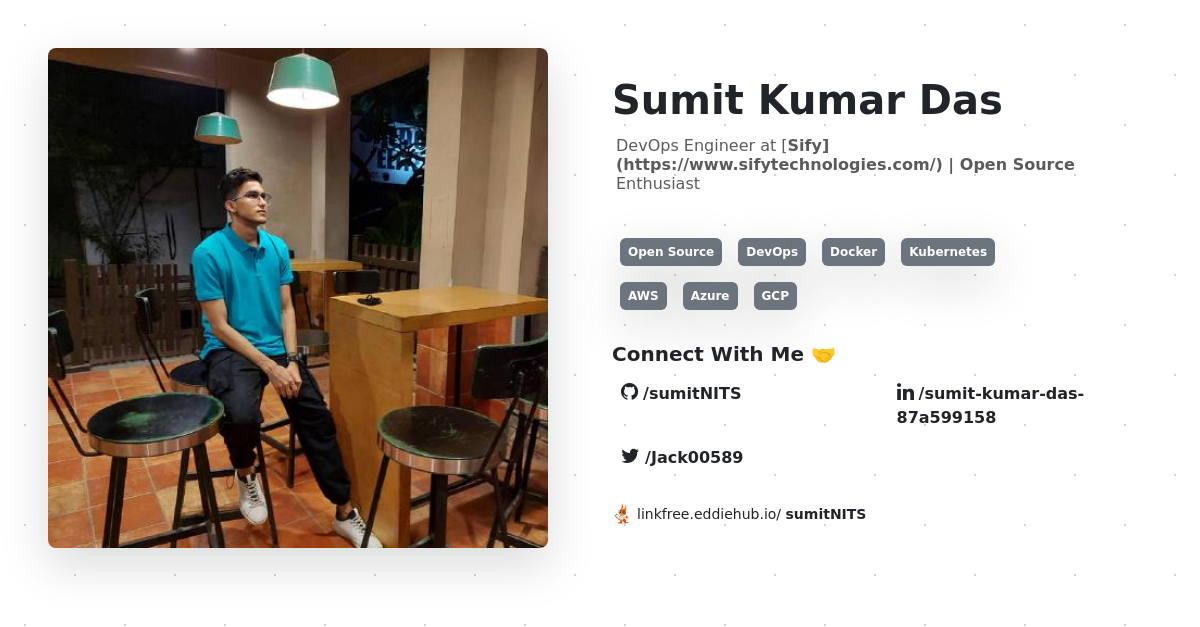 Sumit Kumar Das
DevOps Engineer at [Sify]
(https://www.sifytechnologies.com/) | Open Source
Enthusiast
Open Source DevOps Docker Kubernetes
AWS Azure GCP
Connect With Me 🤝
/sumitNITS
/sumit-kumar-das-
87a599158
/Jack00589
linkfree.eddiehub.io/ sumitNITS